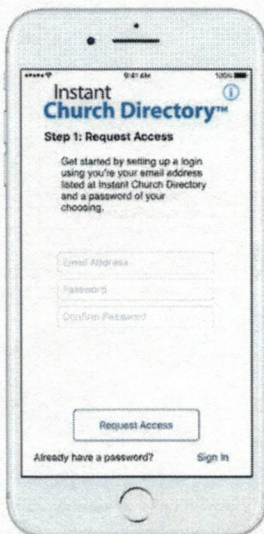 9:41 AM 100%
Instant
Church Directory™
Step 1: Request Access
Get started by setting up a login
using you're your email address
listed at Instant Church Directory
and a password of your
choosing.
Email Address
Password
Confirm Password
Request Access
Already have a password? Sign In